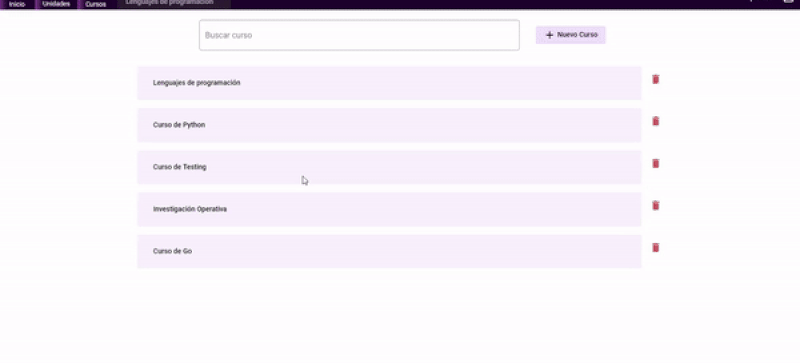 Inicio
Unidades
Cursos
Lenguajes de programación
Buscar curso
+ Nuevo Curso
Lenguajes de programación
Curso de Python
Curso de Testing
Investigación Operativa
Curso de Go